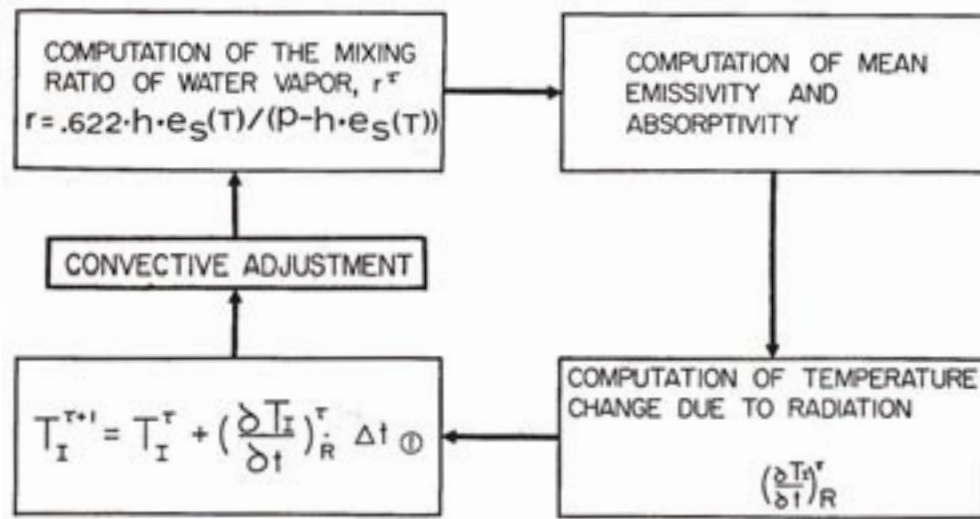 COMPUTATION OF THE MIXING
RATIO OF WATER VAPOR, r^τ
r=.622·h·e_S(T)/(P-h·e_S(T))
COMPUTATION OF MEAN
EMISSIVITY AND
ABSORPTIVITY
COMPUTATION OF TEMPERATURE
CHANGE DUE TO RADIATION
(∂T_I/∂t)_R^τ
T_I^{τ+1} = T_I^τ + (∂T_I/∂t)_R^τ Δt ①
CONVECTIVE ADJUSTMENT